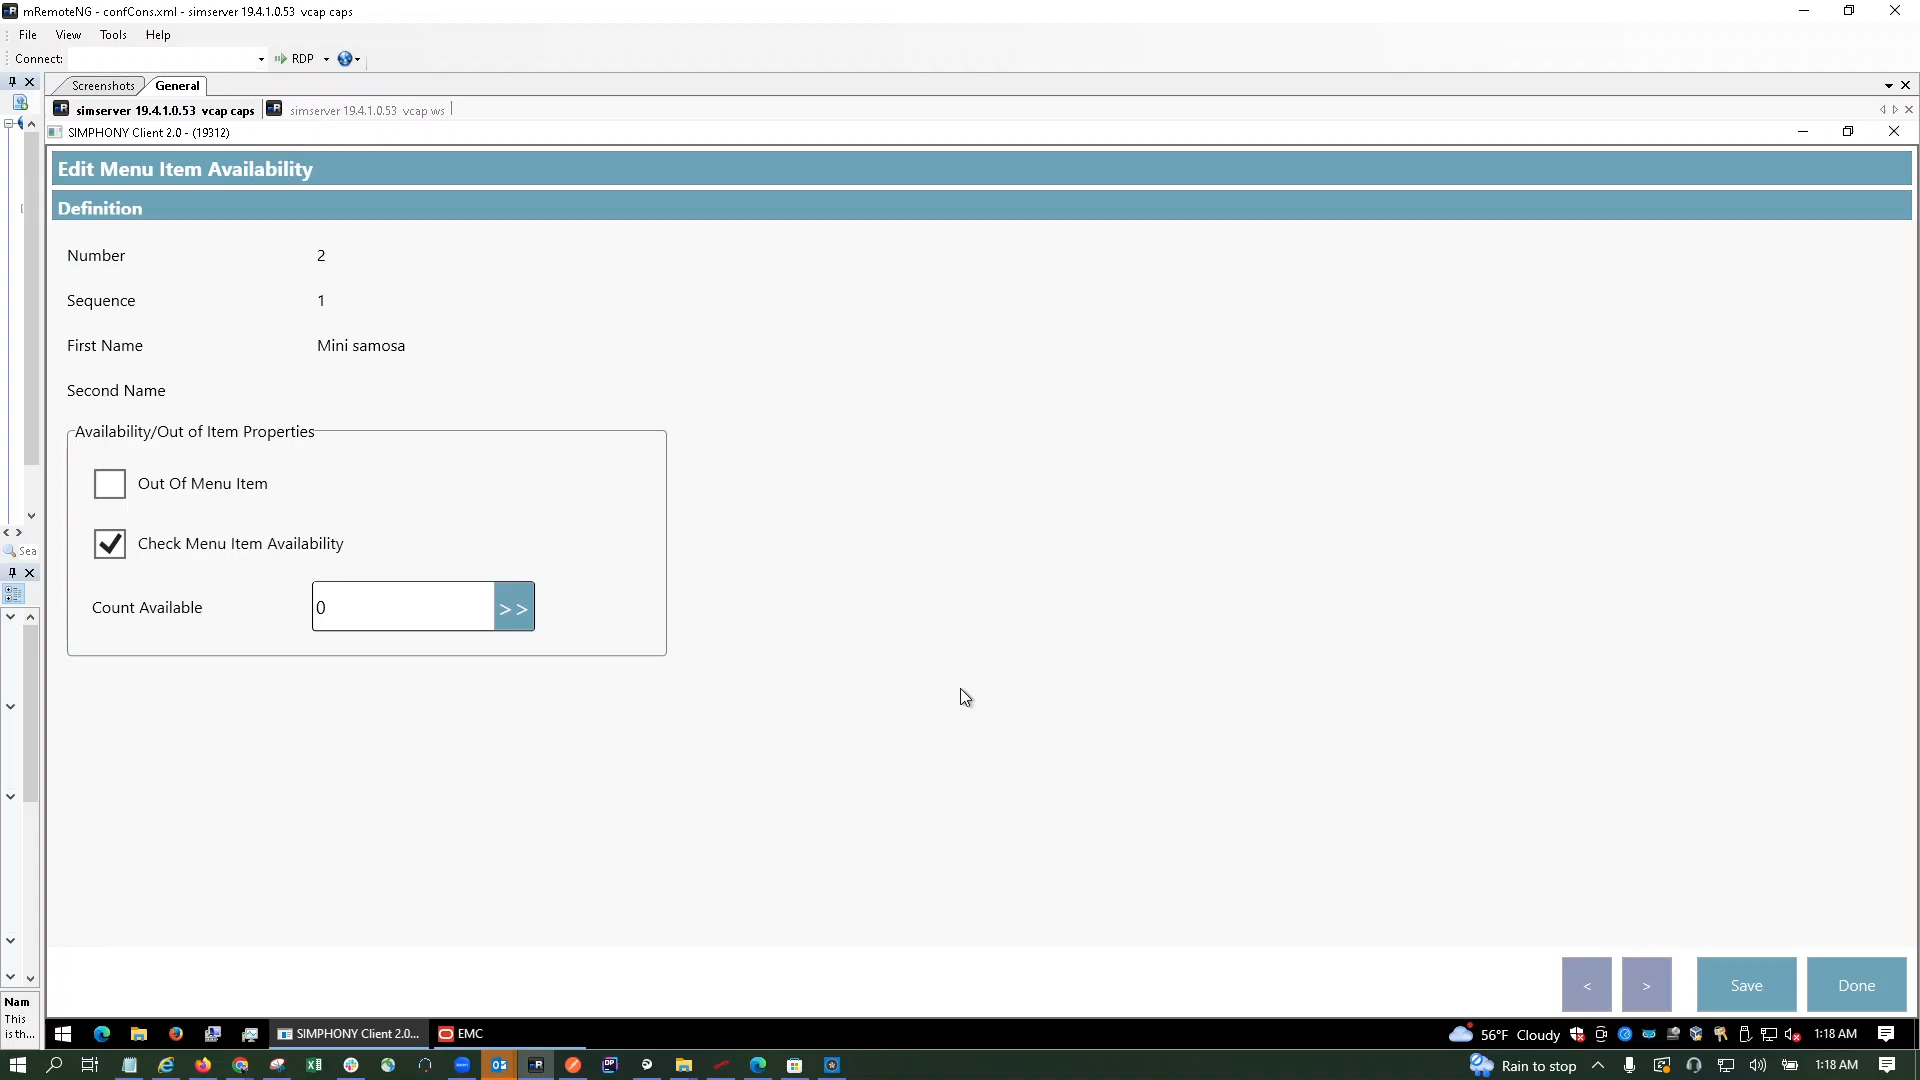 mRemoteNG - confCons.xml - simserver 19.4.1.0.53 vcap caps
File View Tools Help
Connect: RDP
Screenshots General
simserver 19.4.1.0.53 vcap caps simserver 19.4.1.0.53 vcap ws
SIMPHONY Client 2.0 - (19312)
Edit Menu Item Availability
Definition
Number 2
Sequence 1
First Name Mini samosa
Second Name
Availability/Out of Item Properties
Out Of Menu Item
Check Menu Item Availability
Sea
Count Available 0 >>
< > Save Done
Nam
This
is th...
SIMPHONY Client 2.0... EMC 56°F Cloudy 1:18 AM
Rain to stop 1:18 AM